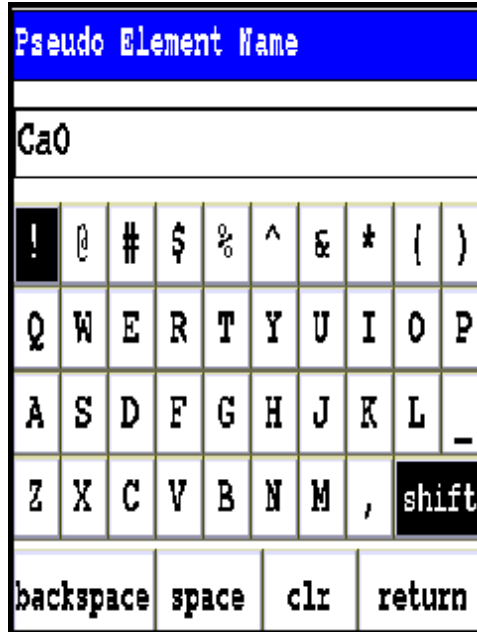 Pseudo Element Name
CaO
! @ # $ % ^ & * ( )
Q W E R T Y U I O P
A S D F G H J K L _
Z X C V B N M , shift
backspace space clr return